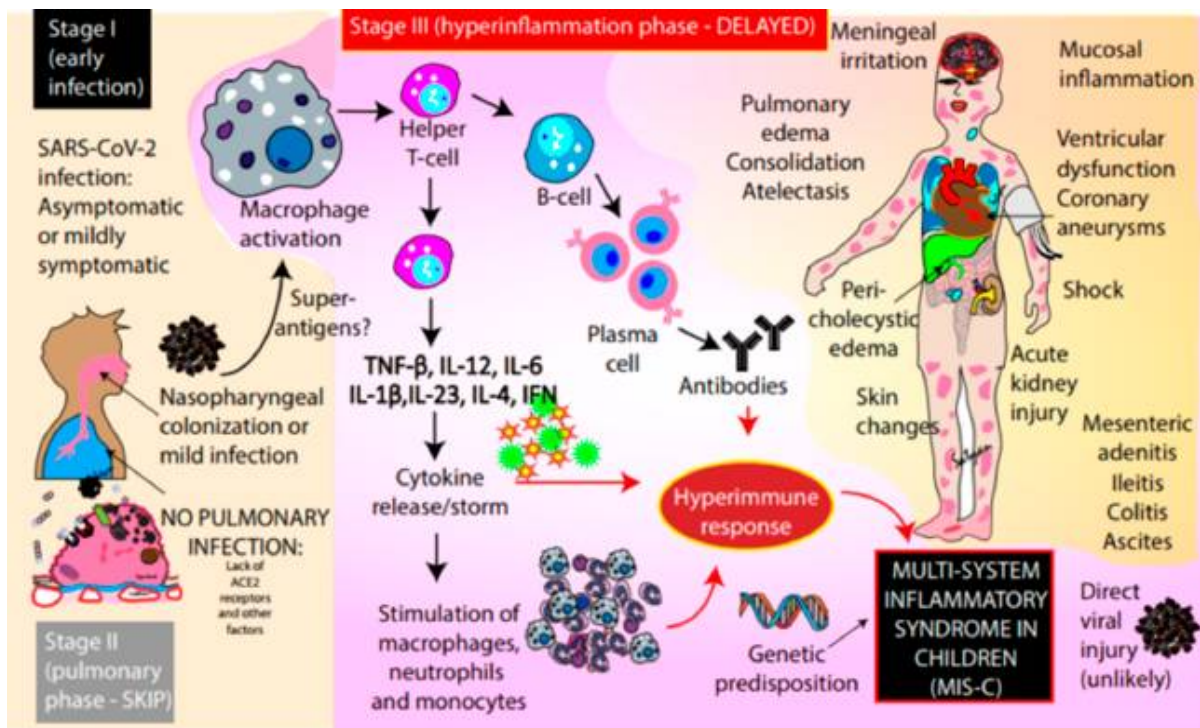 Stage I
(early
infection)
SARS-CoV-2
infection:
Asymptomatic
or mildly
symptomatic
Nasopharyngeal
colonization or
mild infection
NO PULMONARY
INFECTION:
Lack of
ACE2
receptors
and other
factors
Stage II
(pulmonary
phase - SKIP)
Stage III (hyperinflammation phase - DELAYED)
Macrophage
activation
Super-
antigens?
Helper
T-cell
B-cell
Plasma
cell
Antibodies
TNF-β, IL-12, IL-6
IL-1β,IL-23, IL-4, IFN
Cytokine
release/storm
Stimulation of
macrophages,
neutrophils
and monocytes
Hyperimmune
response
Genetic
predisposition
MULTI-SYSTEM
INFLAMMATORY
SYNDROME IN
CHILDREN
(MIS-C)
Direct
viral
injury
(unlikely)
Meningeal
irritation
Mucosal
inflammation
Pulmonary
edema
Consolidation
Atelectasis
Ventricular
dysfunction
Coronary
aneurysms
Shock
Peri-
cholecystic
edema
Acute
kidney
injury
Skin
changes
Mesenteric
adenitis
Ileitis
Colitis
Ascites